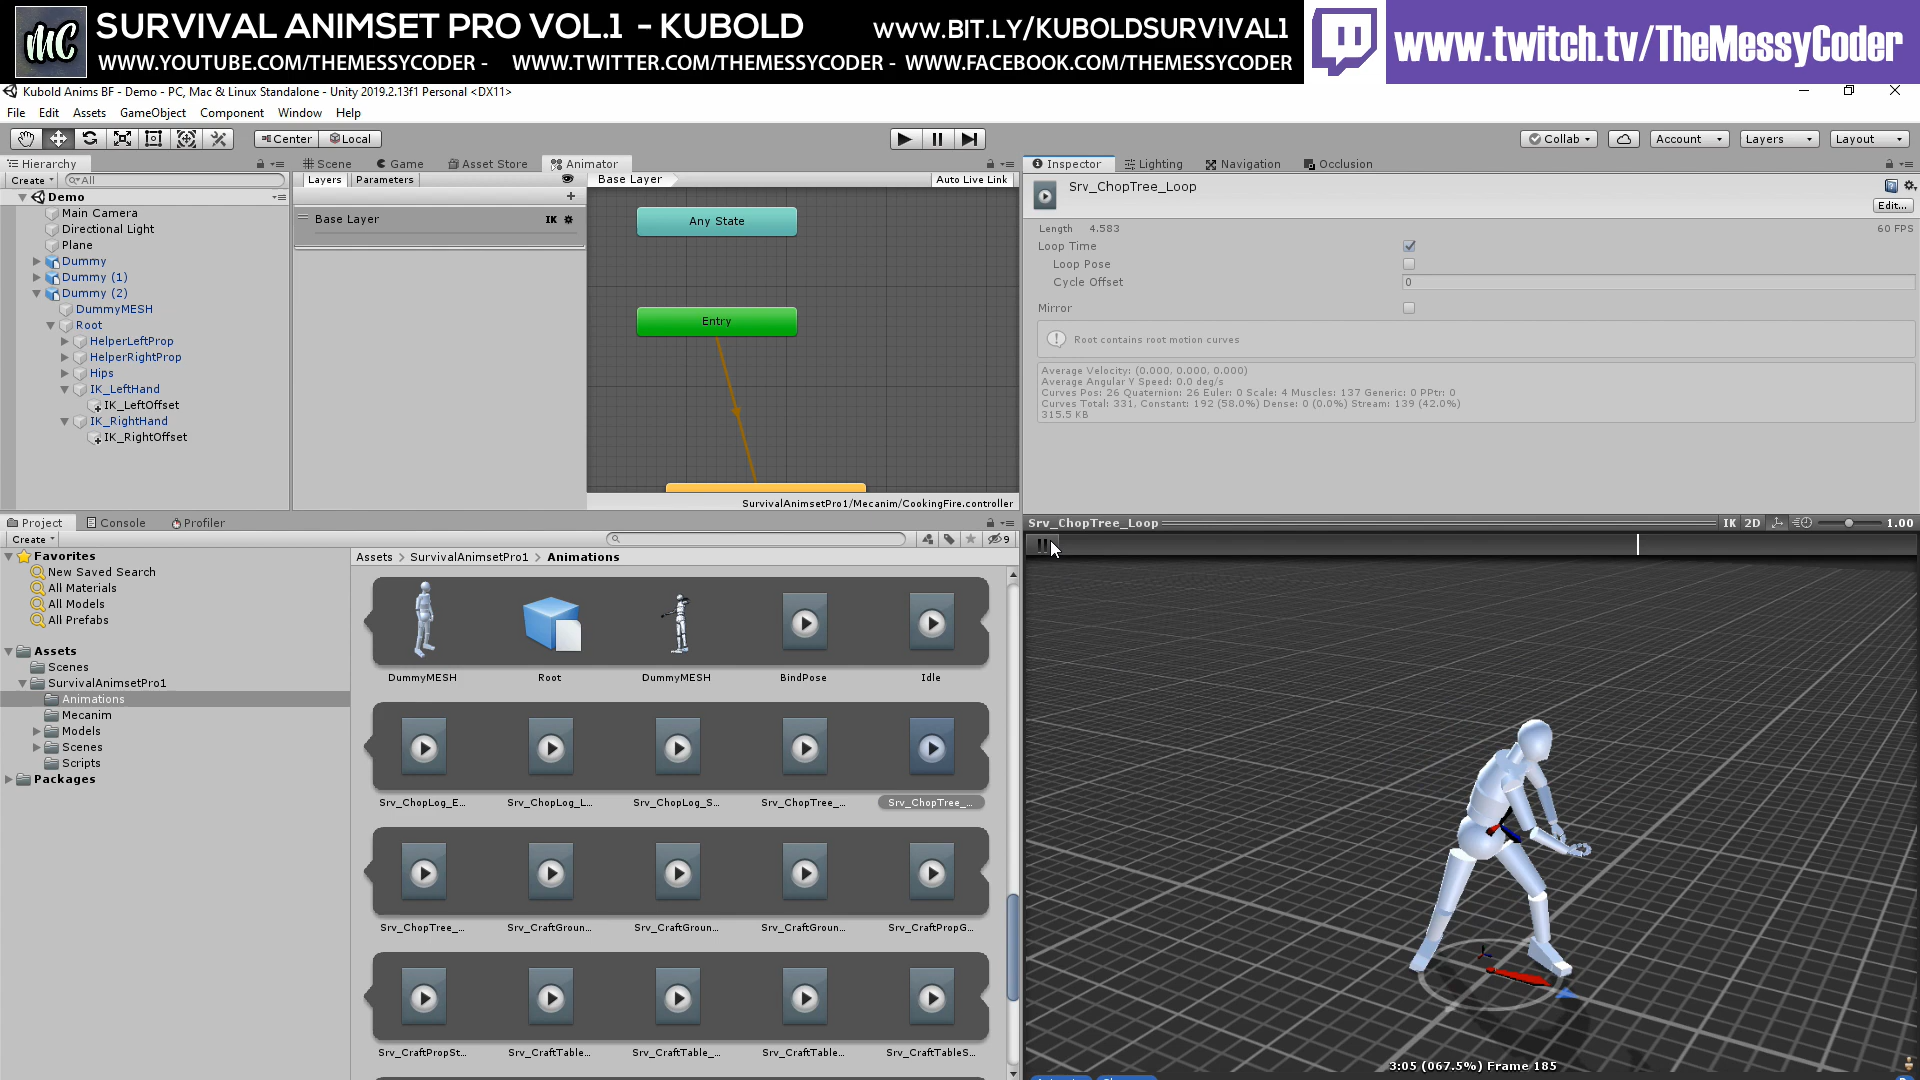 MC
SURVIVAL ANIMSET PRO VOL.1 - KUBOLD
WWW.BIT.LY/KUBOLDSURVIVAL1
WWW.YOUTUBE.COM/THEMESSYCODER - WWW.TWITTER.COM/THEMESSYCODER - WWW.FACEBOOK.COM/THEMESSYCODER
www.twitch.tv/TheMessyCoder
Kubold Anims BF - Demo - PC, Mac & Linux Standalone - Unity 2019.2.13f1 Personal <DX11>
File Edit Assets GameObject Component Window Help
Center Local
Collab Account Layers Layout
Hierarchy
Create All
Demo
Main Camera
Directional Light
Plane
Dummy
Dummy (1)
Dummy (2)
DummyMESH
Root
HelperLeftProp
HelperRightProp
Hips
IK_LeftHand
IK_LeftOffset
IK_RightHand
IK_RightOffset
Scene Game Asset Store Animator
Layers Parameters
Base Layer Auto Live Link
Base Layer IK
Any State
Entry
SurvivalAnimsetPro1/Mecanim/CookingFire.controller
Inspector Lighting Navigation Occlusion
Srv_ChopTree_Loop
Edit...
Length 4.583 60 FPS
Loop Time
Loop Pose
Cycle Offset 0
Mirror
Root contains root motion curves
Average Velocity: (0.000, 0.000, 0.000)
Average Angular Y Speed: 0.0 deg/s
Curves Pos: 26 Quaternion: 26 Euler: 0 Scale: 4 Muscles: 137 Generic: 0 PPtr: 0
Curves Total: 331, Constant: 192 (58.0%) Dense: 0 (0.0%) Stream: 139 (42.0%)
315.5 KB
Project Console Profiler
Create
9
Favorites
New Saved Search
All Materials
All Models
All Prefabs
Assets
Scenes
SurvivalAnimsetPro1
Animations
Mecanim
Models
Scenes
Scripts
Packages
Assets > SurvivalAnimsetPro1 > Animations
DummyMESH Root DummyMESH BindPose Idle
Srv_ChopLog_E... Srv_ChopLog_L... Srv_ChopLog_S... Srv_ChopTree_... Srv_ChopTree_...
Srv_ChopTree_... Srv_CraftGroun... Srv_CraftGroun... Srv_CraftGroun... Srv_CraftPropG...
Srv_CraftPropSt... Srv_CraftTable... Srv_CraftTable_... Srv_CraftTable... Srv_CraftTableS...
Srv_ChopTree_Loop IK 2D 1.00
3:05 (067.5%) Frame 185